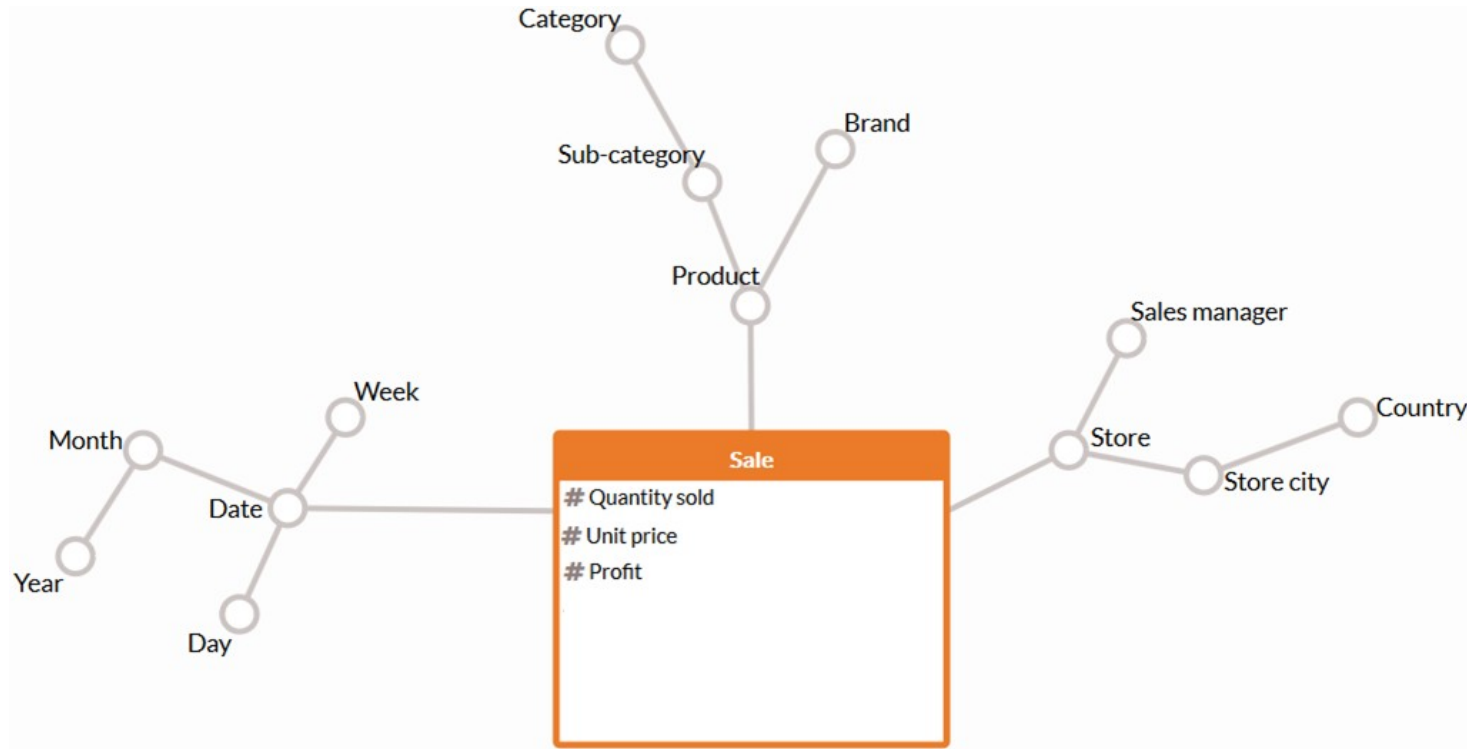 Category
Brand
Sub-category
Product
Sales manager
Week
Country
Month
Store
Sale
Store city
# Quantity sold
Date
# Unit price
# Profit
Year
Day